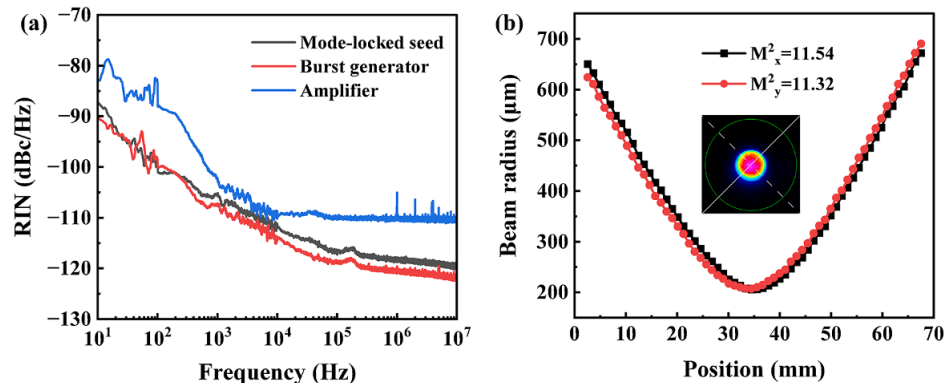 (a)
RIN (dBc/Hz)
−70
−80
−90
−100
−110
−120
−130
Mode-locked seed
Burst generator
Amplifier
10¹ 10² 10³ 10⁴ 10⁵ 10⁶ 10⁷
Frequency (Hz)
(b)
Beam radius (μm)
700
600
500
400
300
200
M²ₓ=11.54
M²ᵧ=11.32
0 10 20 30 40 50 60 70
Position (mm)